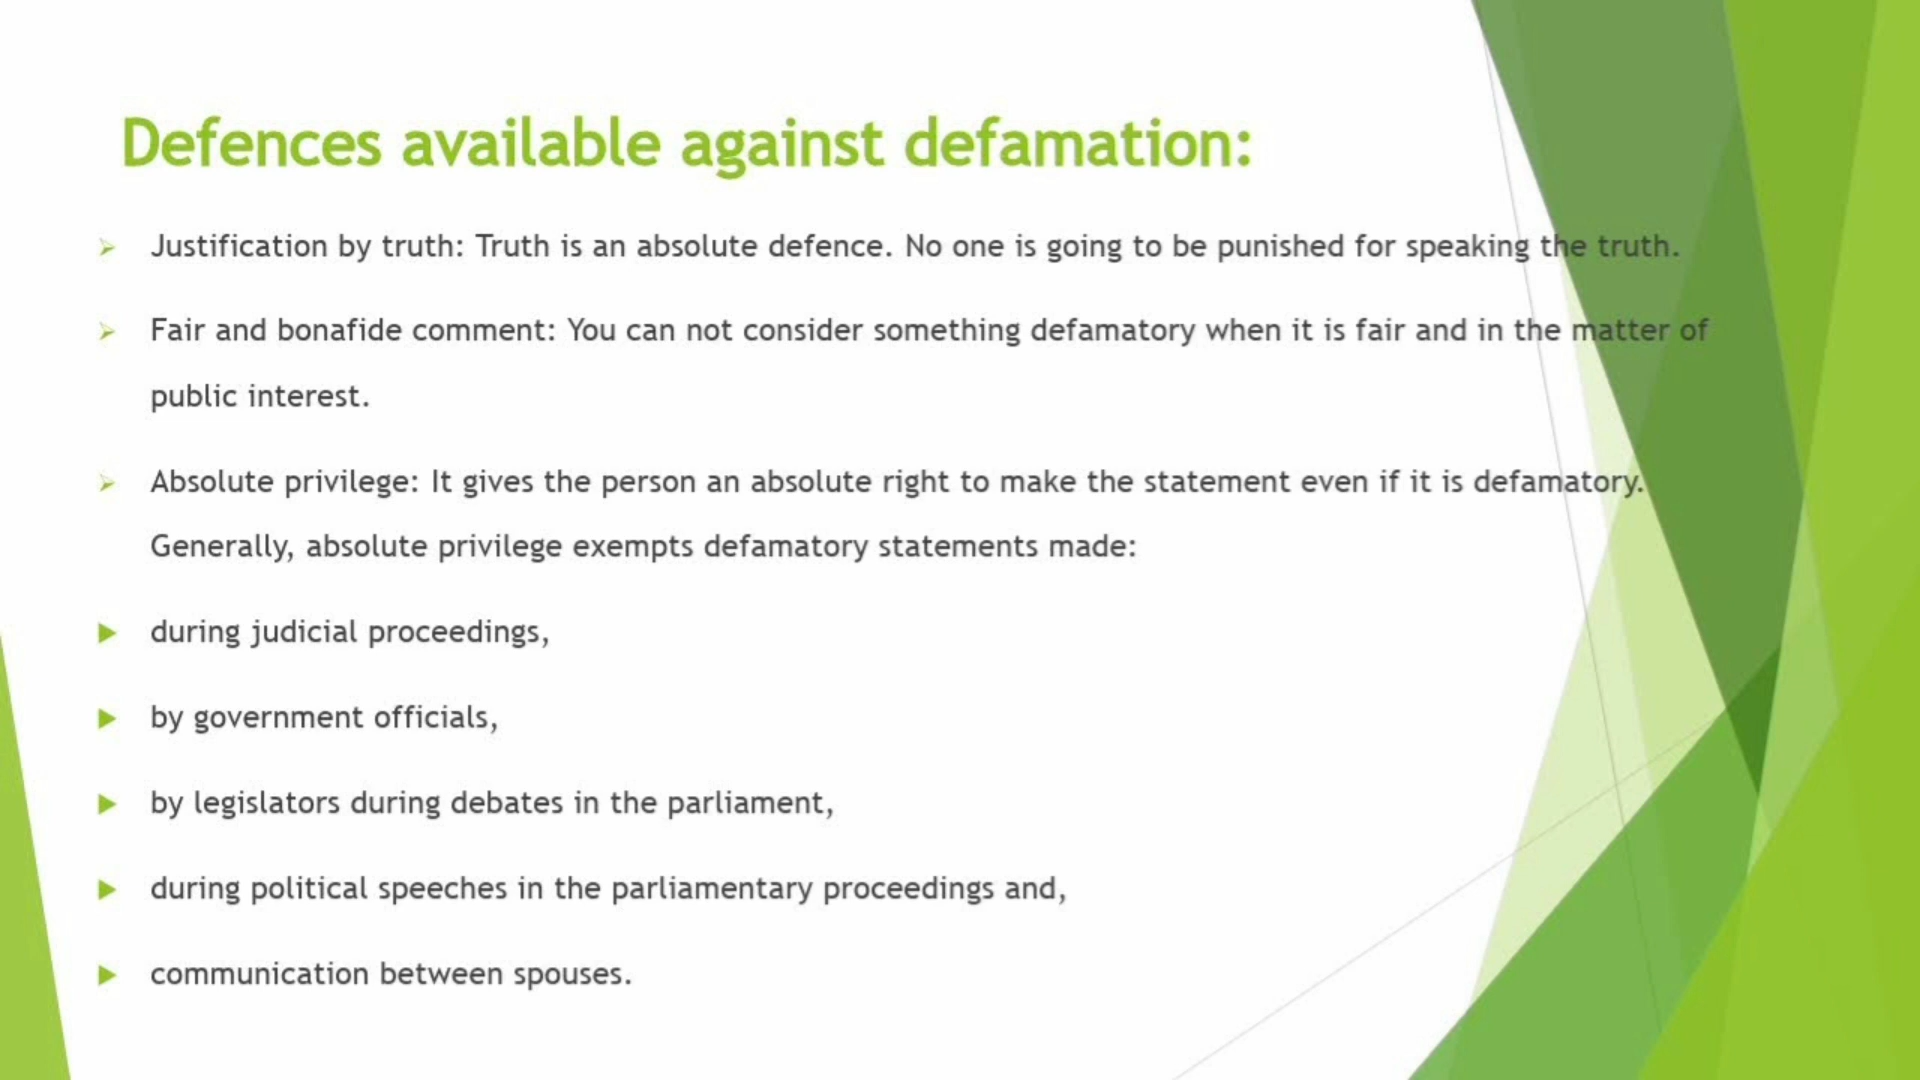 Defences available against defamation:
Justification by truth: Truth is an absolute defence. No one is going to be punished for speaking the truth.
Fair and bonafide comment: You can not consider something defamatory when it is fair and in the matter of
public interest.
Absolute privilege: It gives the person an absolute right to make the statement even if it is defamatory.
Generally, absolute privilege exempts defamatory statements made:
during judicial proceedings,
by government officials,
by legislators during debates in the parliament,
during political speeches in the parliamentary proceedings and,
communication between spouses.